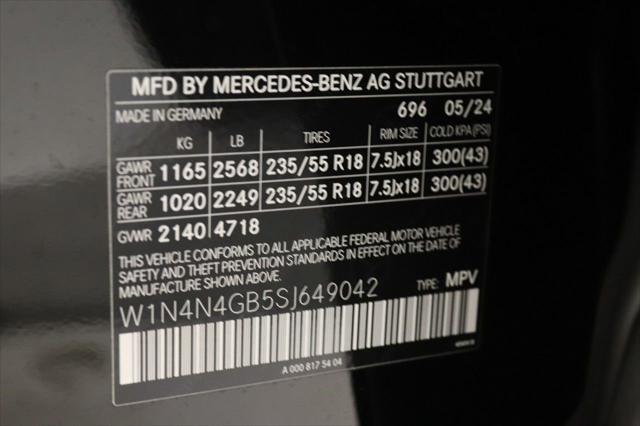 MFD BY MERCEDES-BENZ AG STUTTGART
MADE IN GERMANY 696 05/24
KG LB TIRES RIM SIZE COLD KPA(PSI)
GAWR FRONT 1165 2568 235/55 R18 7.5Jx18 300(43)
GAWR REAR 1020 2249 235/55 R18 7.5Jx18 300(43)
GVWR 2140 4718
THIS VEHICLE CONFORMS TO ALL APPLICABLE FEDERAL MOTOR VEHICLE
SAFETY AND THEFT PREVENTION STANDARDS IN EFFECT ON THE DATE OF
MANUFACTURE SHOWN ABOVE.
TYPE: MPV
W1N4N4GB5SJ649042
A 000 817 54 04